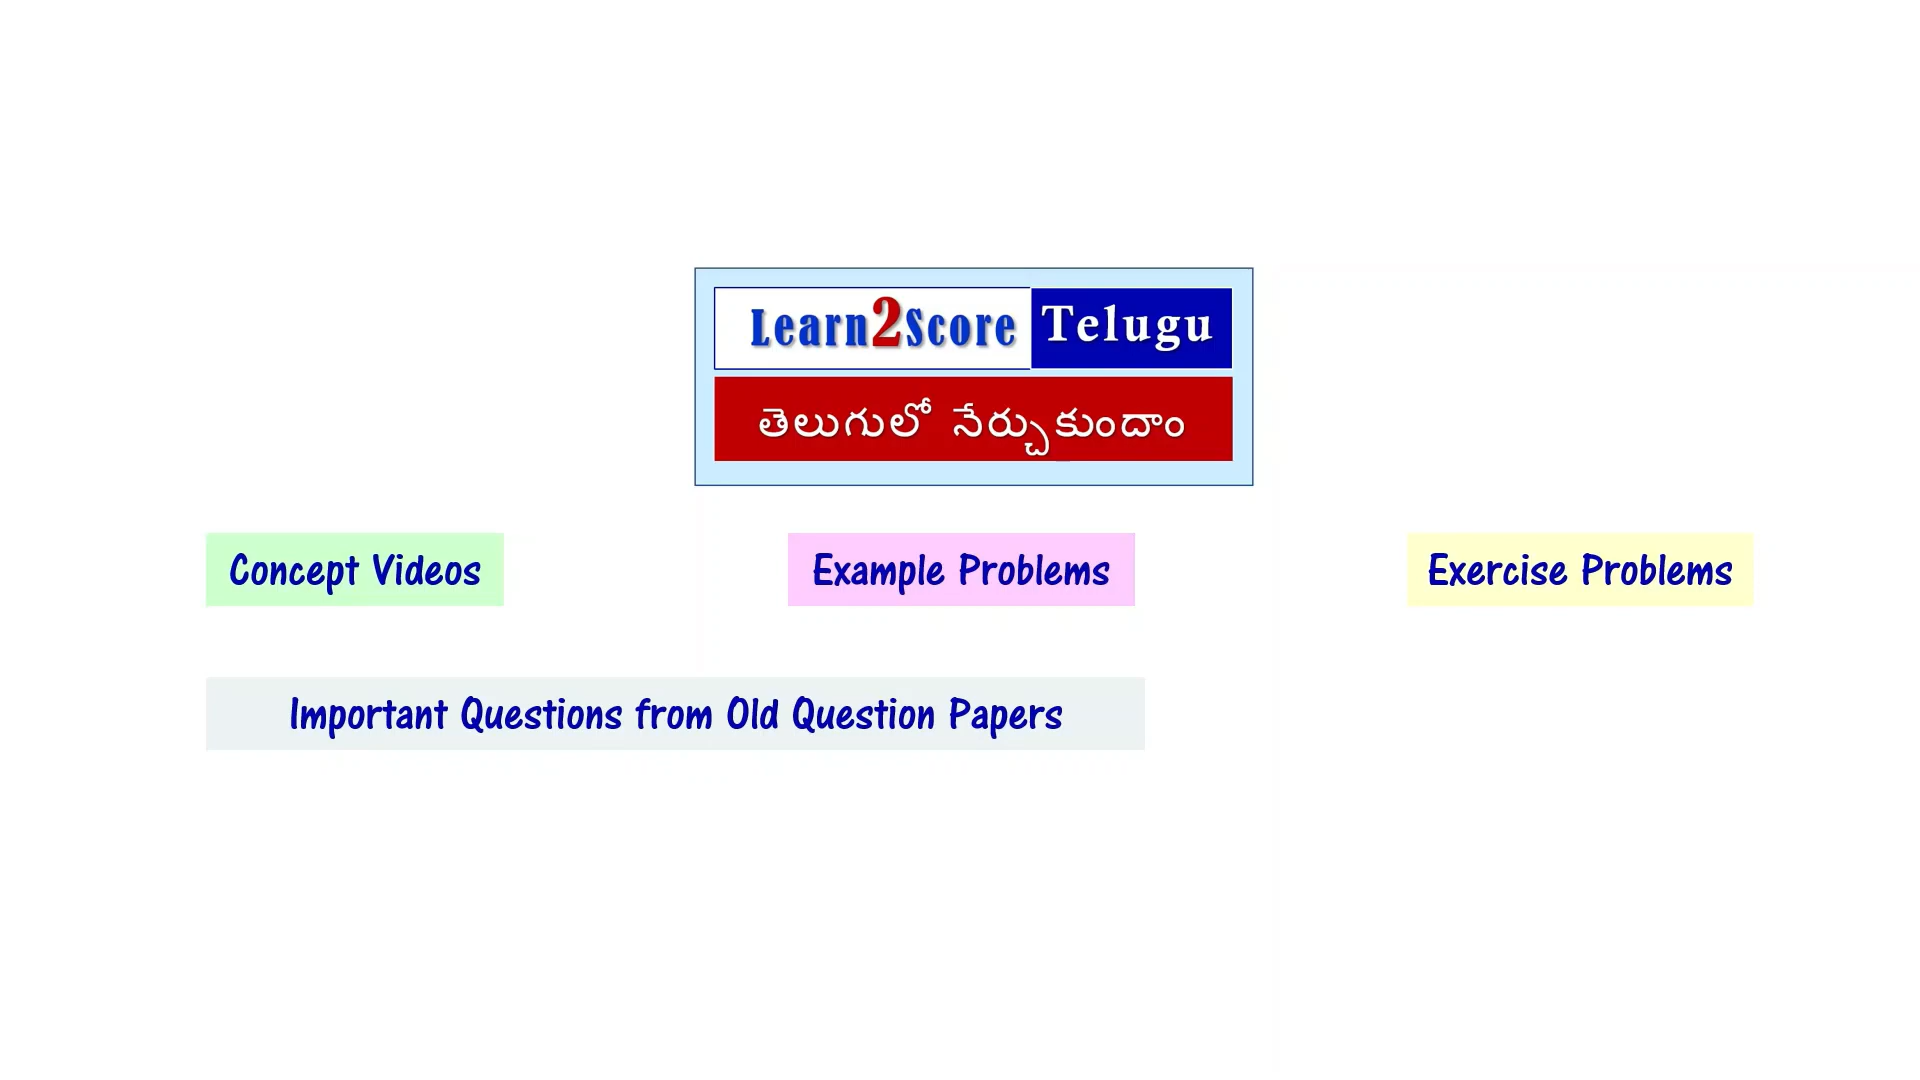 Learn2Score Telugu
తెలుగులో నేర్చుకుందాం
Concept Videos
Example Problems
Exercise Problems
Important Questions from Old Question Papers